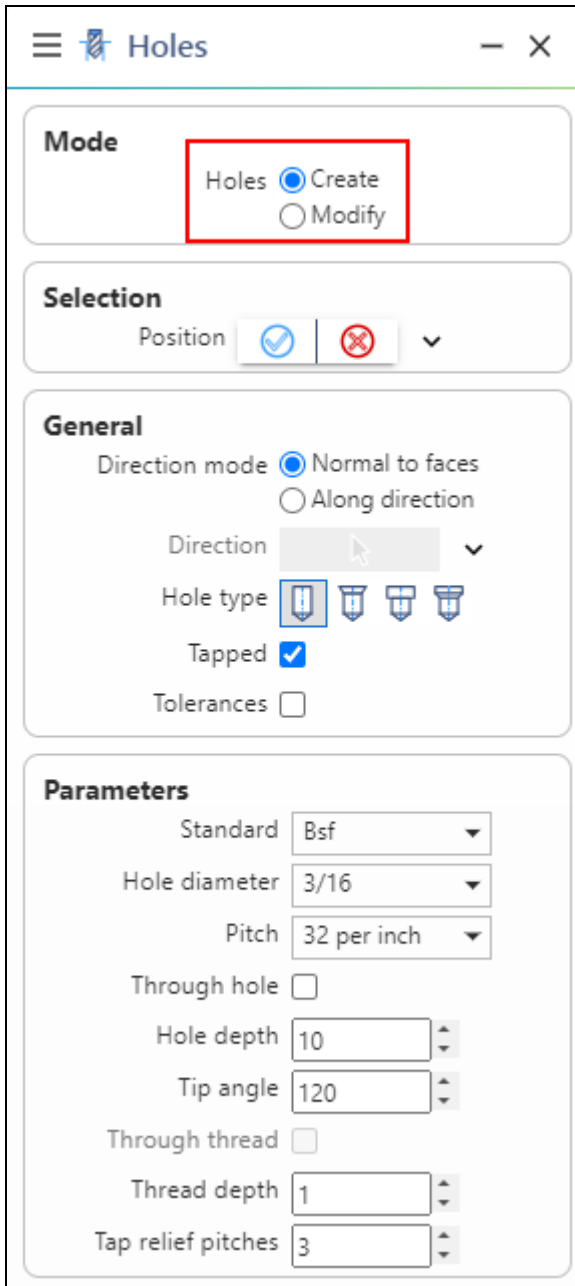 Holes
Mode
Holes Create
Modify
Selection
Position
General
Direction mode Normal to faces
Along direction
Direction
Hole type
Tapped
Tolerances
Parameters
Standard Bsf
Hole diameter 3/16
Pitch 32 per inch
Through hole
Hole depth 10
Tip angle 120
Through thread
Thread depth 1
Tap relief pitches 3